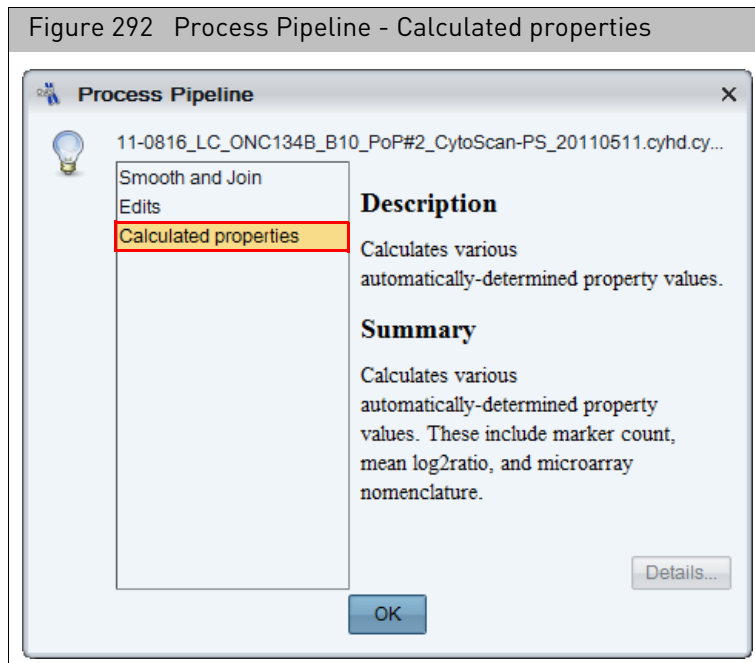 Figure 292 Process Pipeline - Calculated properties
Process Pipeline
11-0816_LC_ONC134B_B10_PoP#2_CytoScan-PS_20110511.cyhd.cy...
Smooth and Join
Edits
Calculated properties
Description
Calculates various
automatically-determined property values.
Summary
Calculates various
automatically-determined property
values. These include marker count,
mean log2ratio, and microarray
nomenclature.
Details...
OK